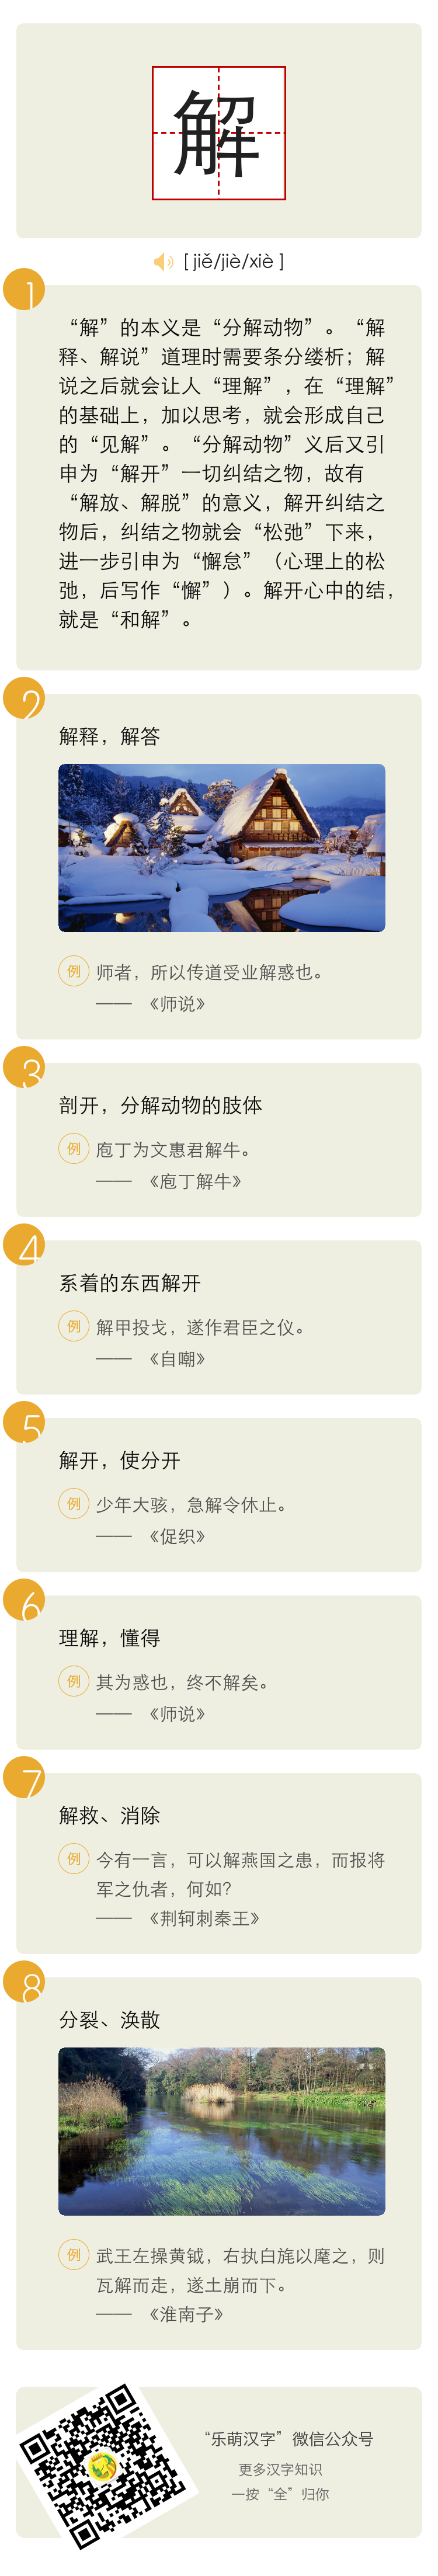 解
[ jiě/jiè/xiè ]
1
“解”的本义是“分解动物”。“解
释、解说”道理时需要条分缕析；解
说之后就会让人“理解”，在“理解”
的基础上，加以思考，就会形成自己
的“见解”。“分解动物”义后又引
申为“解开”一切纠结之物，故有
“解放、解脱”的意义，解开纠结之
物后，纠结之物就会“松弛”下来，
进一步引申为“懈怠”（心理上的松
弛，后写作“懈”）。解开心中的结，
就是“和解”。
2
解释，解答
例 师者，所以传道受业解惑也。
—— 《师说》
3
剖开，分解动物的肢体
例 庖丁为文惠君解牛。
—— 《庖丁解牛》
4
系着的东西解开
例 解甲投戈，遂作君臣之仪。
—— 《自嘲》
5
解开，使分开
例 少年大骇，急解令休止。
—— 《促织》
6
理解，懂得
例 其为惑也，终不解矣。
—— 《师说》
7
解救、消除
例 今有一言，可以解燕国之患，而报将
军之仇者，何如？
—— 《荆轲刺秦王》
8
分裂、涣散
例 武王左操黄钺，右执白旄以麾之，则
瓦解而走，遂土崩而下。
—— 《淮南子》
“乐萌汉字”微信公众号
更多汉字知识
一按“全”归你